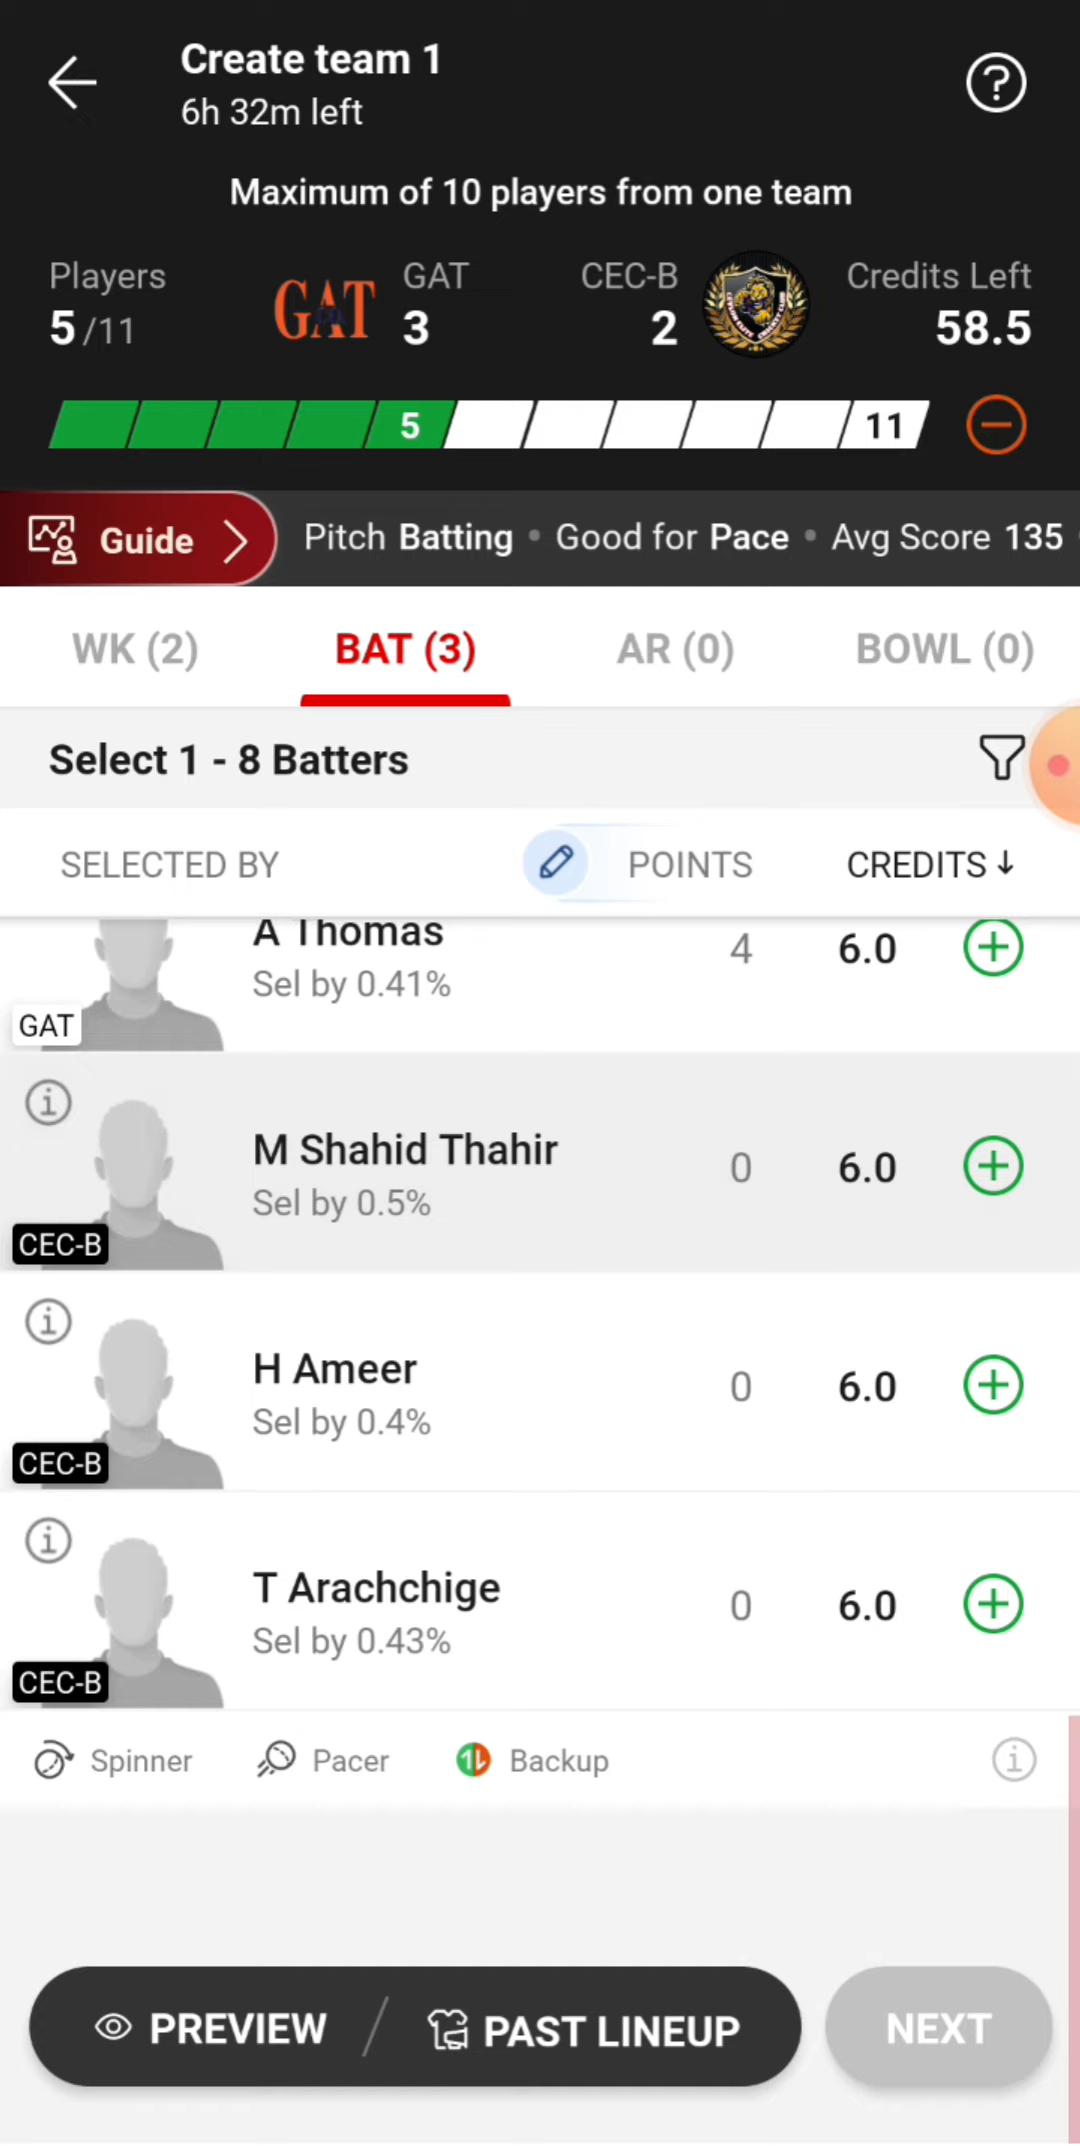 Create team 1
6h 32m left
Maximum of 10 players from one team
Players GAT CEC-B Credits Left
5/11 GAT 3 2 58.5
5 11
Guide Pitch Batting • Good for Pace • Avg Score 135
WK (2) BAT (3) AR (0) BOWL (0)
Select 1 - 8 Batters
SELECTED BY POINTS CREDITS ↓
A Thomas 4 6.0
Sel by 0.41%
GAT
M Shahid Thahir 0 6.0
Sel by 0.5%
CEC-B
H Ameer 0 6.0
Sel by 0.4%
CEC-B
T Arachchige 0 6.0
Sel by 0.43%
CEC-B
Spinner Pacer Backup
PREVIEW / PAST LINEUP NEXT